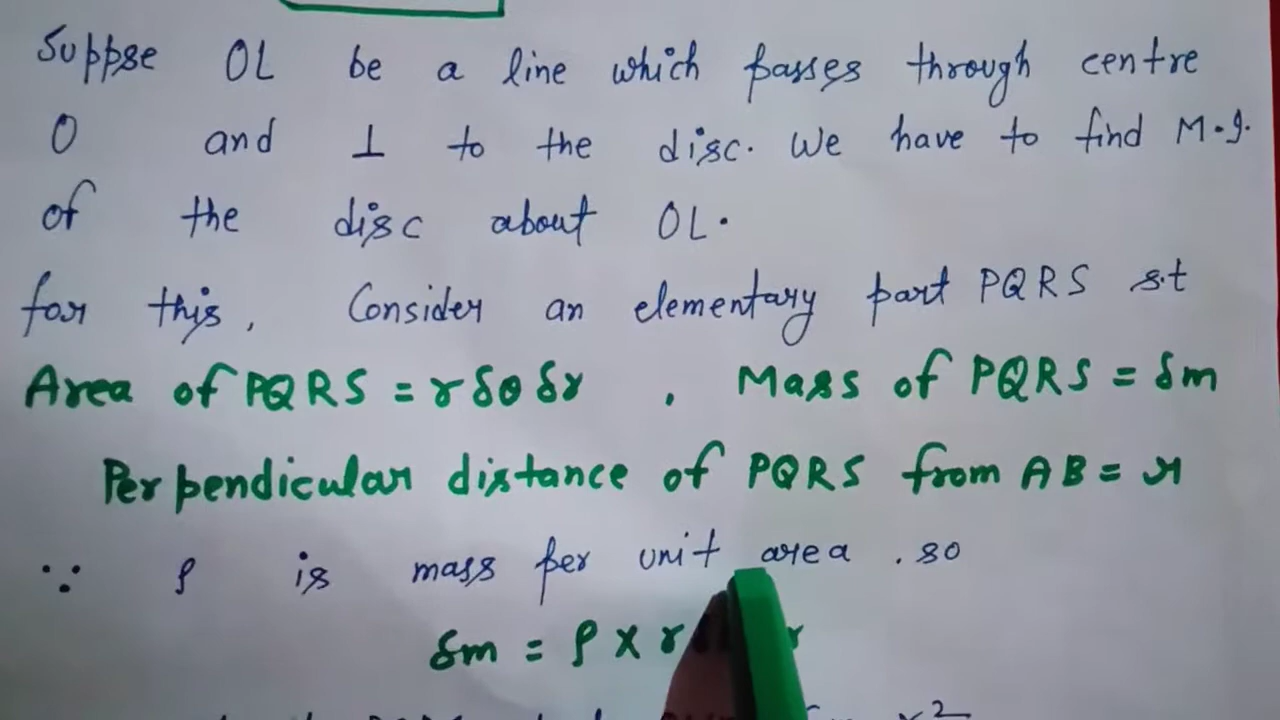 Suppse OL be a line which passes through centre
O and ⊥ to the disc. We have to find M.I.
of the disc about OL.
for this, Consider an elementary part PQRS s.t
Area of PQRS = r δθ δr , Mass of PQRS = δm
Perpendicular distance of PQRS from AB = r
∵ ρ is mass per unit area . so
δm = ρ × r